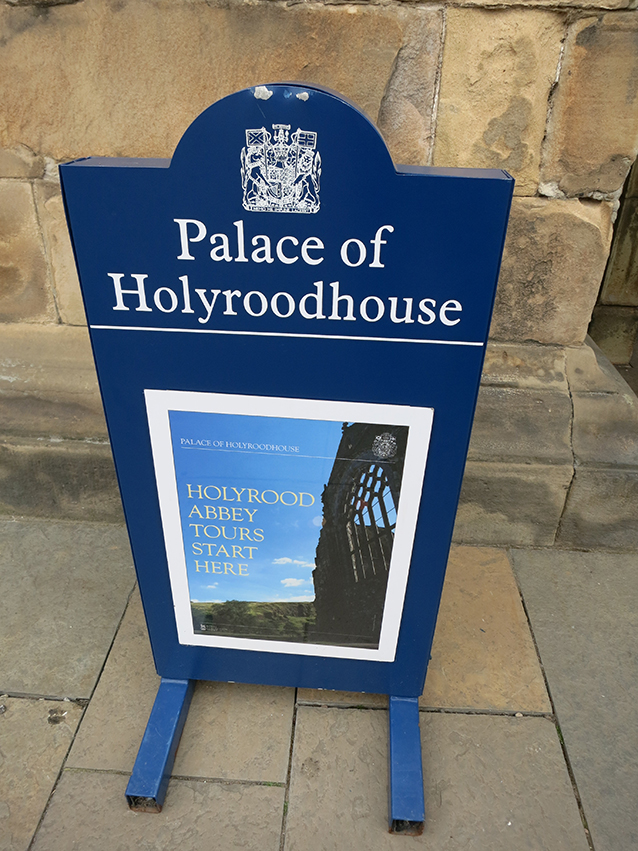 Palace of
Holyroodhouse
PALACE OF HOLYROODHOUSE
HOLYROOD
ABBEY
TOURS
START
HERE